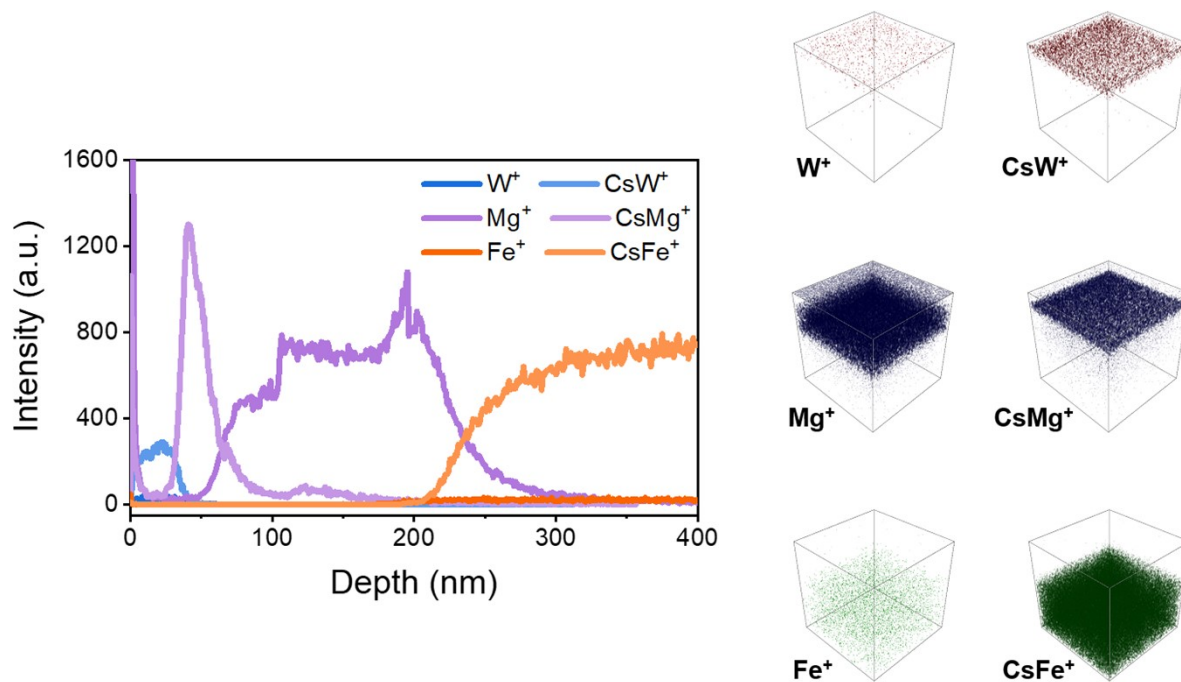 1600
1200
800
400
0
Intensity (a.u.)
0 100 200 300 400
Depth (nm)
W⁺ CsW⁺
Mg⁺ CsMg⁺
Fe⁺ CsFe⁺
W⁺ CsW⁺
Mg⁺ CsMg⁺
Fe⁺ CsFe⁺